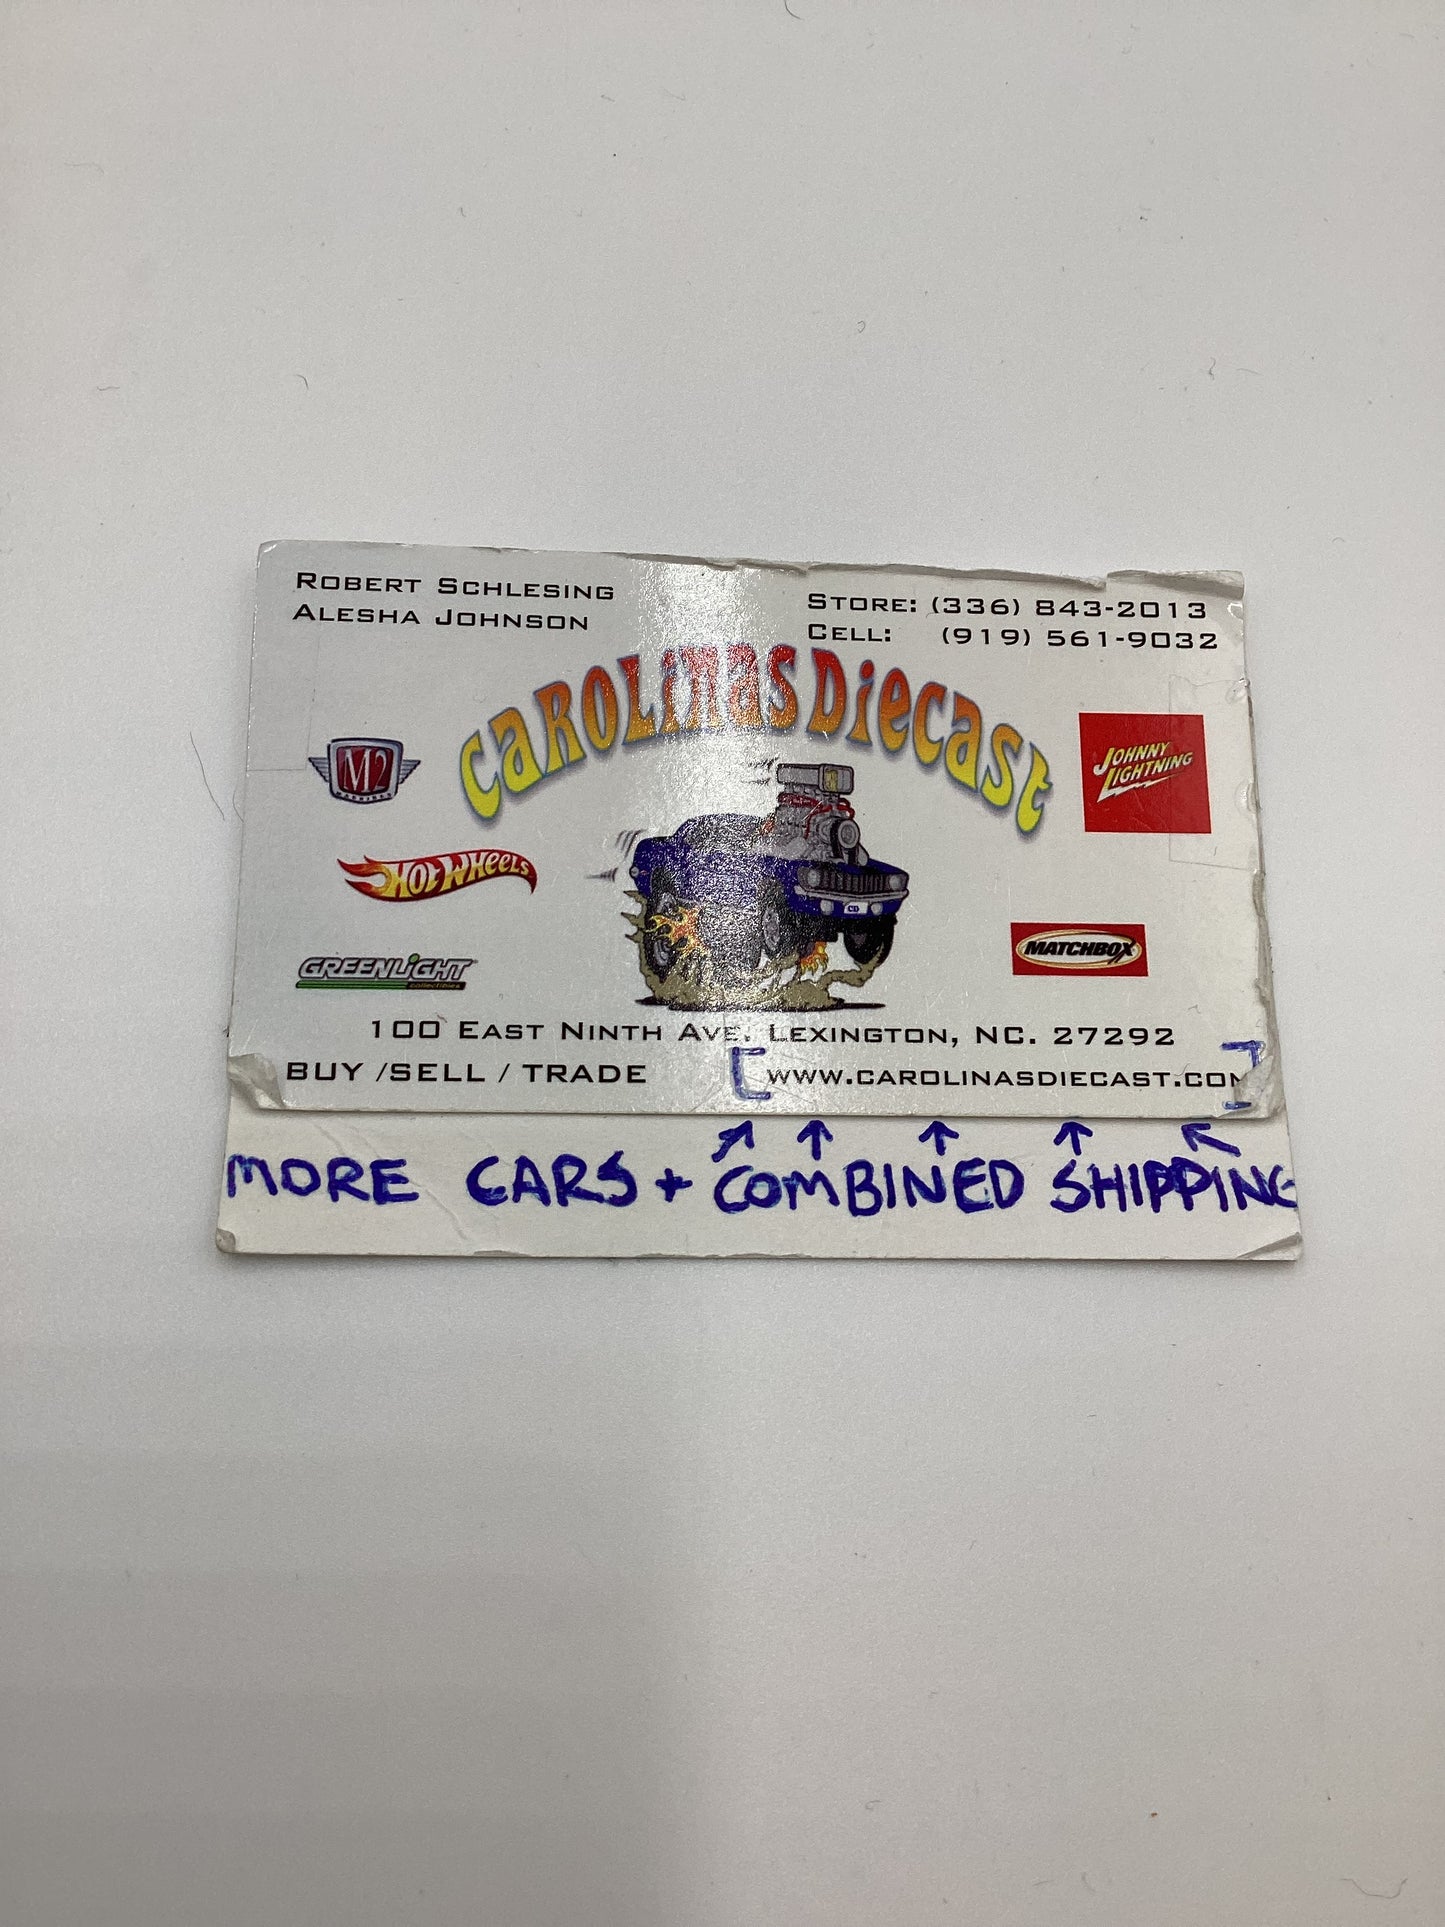 ROBERT SCHLESING
ALESHA JOHNSON
STORE: (336) 843-2013
CELL: (919) 561-9032
CAROLINAS DIECAST
M2
MACHINES
JOHNNY
LIGHTNING
HOT WHEELS
MATCHBOX
GREENLIGHT
collectibles
100 EAST NINTH AVE. LEXINGTON, NC. 27292
BUY /SELL / TRADE [WWW.CAROLINASDIECAST.COM]
MORE CARS + COMBINED SHIPPING